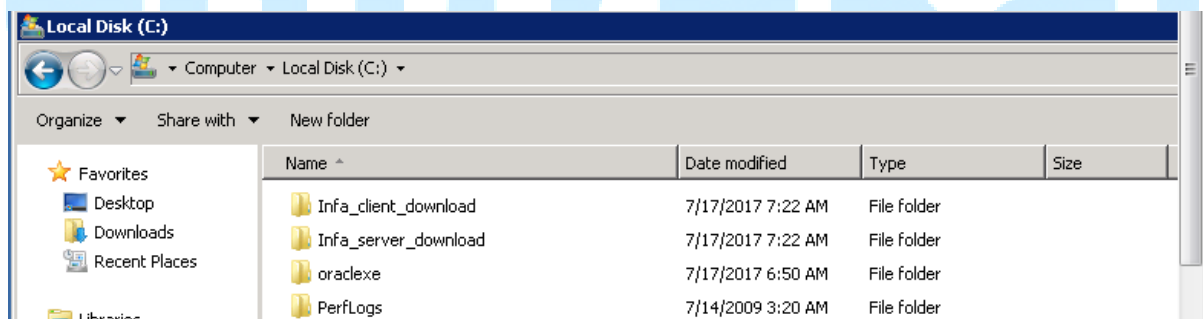 Local Disk (C:)
Computer Local Disk (C:)
Organize Share with New folder
Favorites
Desktop
Downloads
Recent Places
Libraries
Name Date modified Type Size
Infa_client_download 7/17/2017 7:22 AM File folder
Infa_server_download 7/17/2017 7:22 AM File folder
oraclexe 7/17/2017 6:50 AM File folder
PerfLogs 7/14/2009 3:20 AM File folder